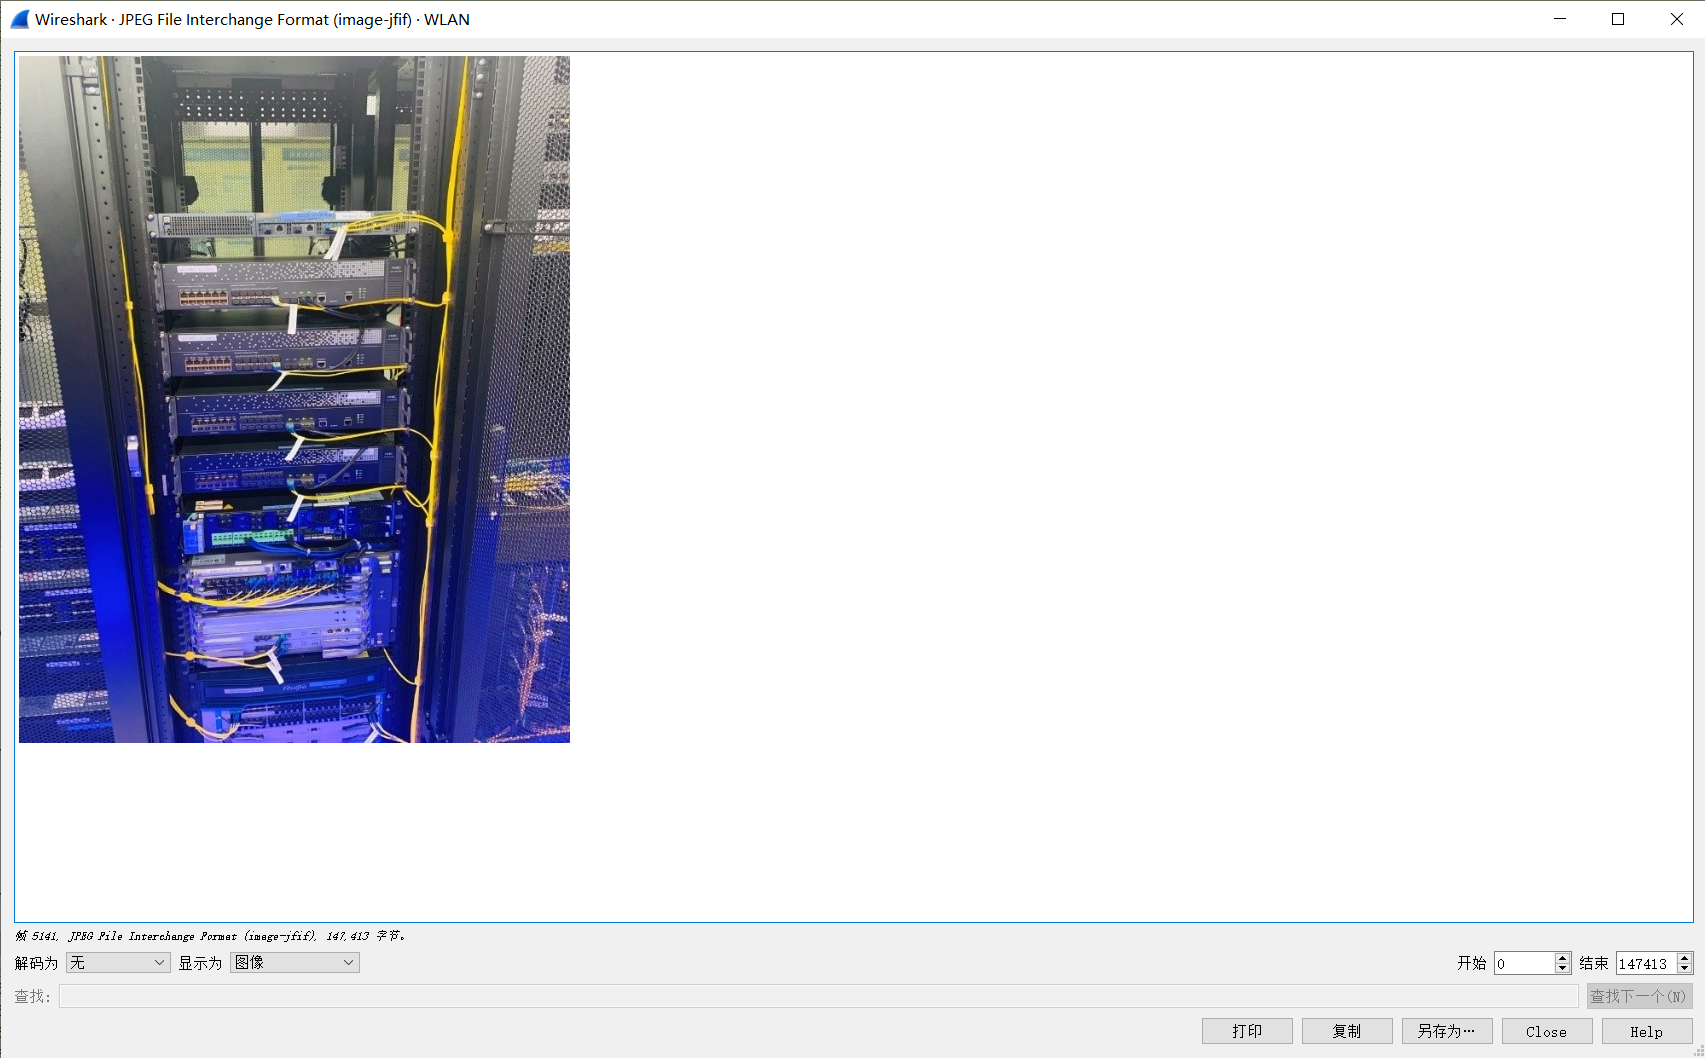 Wireshark · JPEG File Interchange Format (image-jfif) · WLAN
帧 5141, JPEG File Interchange Format (image-jfif), 147,413 字节。
解码为 无 显示为 图像 开始 0 结束 147413
查找: 查找下一个(N)
打印 复制 另存为… Close Help